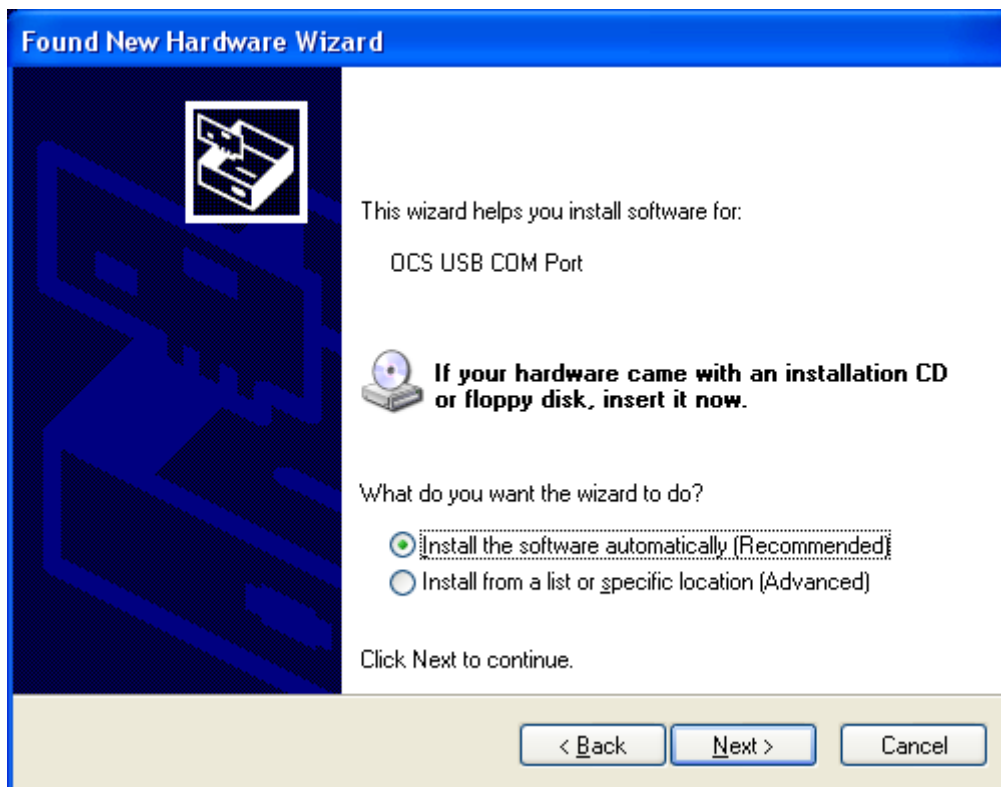 Found New Hardware Wizard
This wizard helps you install software for:
OCS USB COM Port
If your hardware came with an installation CD
or floppy disk, insert it now.
What do you want the wizard to do?
Install the software automatically (Recommended)
Install from a list or specific location (Advanced)
Click Next to continue.
< Back
Next >
Cancel